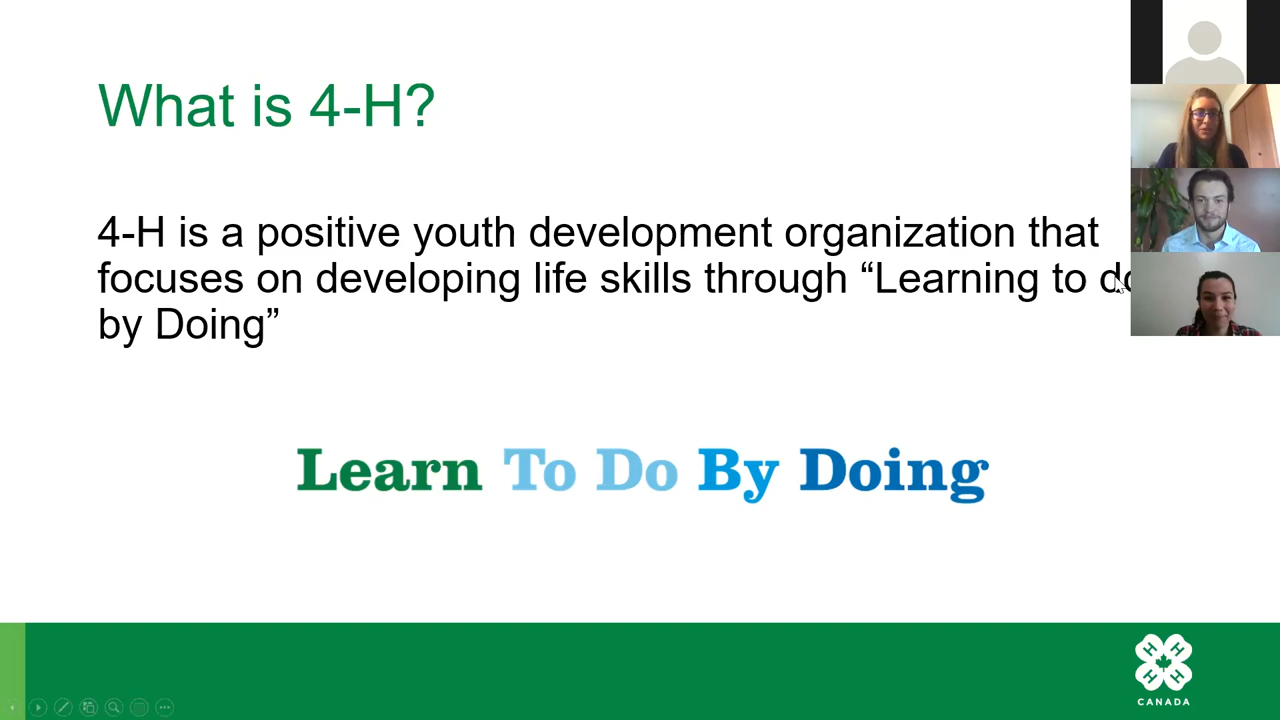 What is 4-H?
4-H is a positive youth development organization that
focuses on developing life skills through “Learning to do
by Doing”
Learn To Do By Doing
H H
H H
CANADA